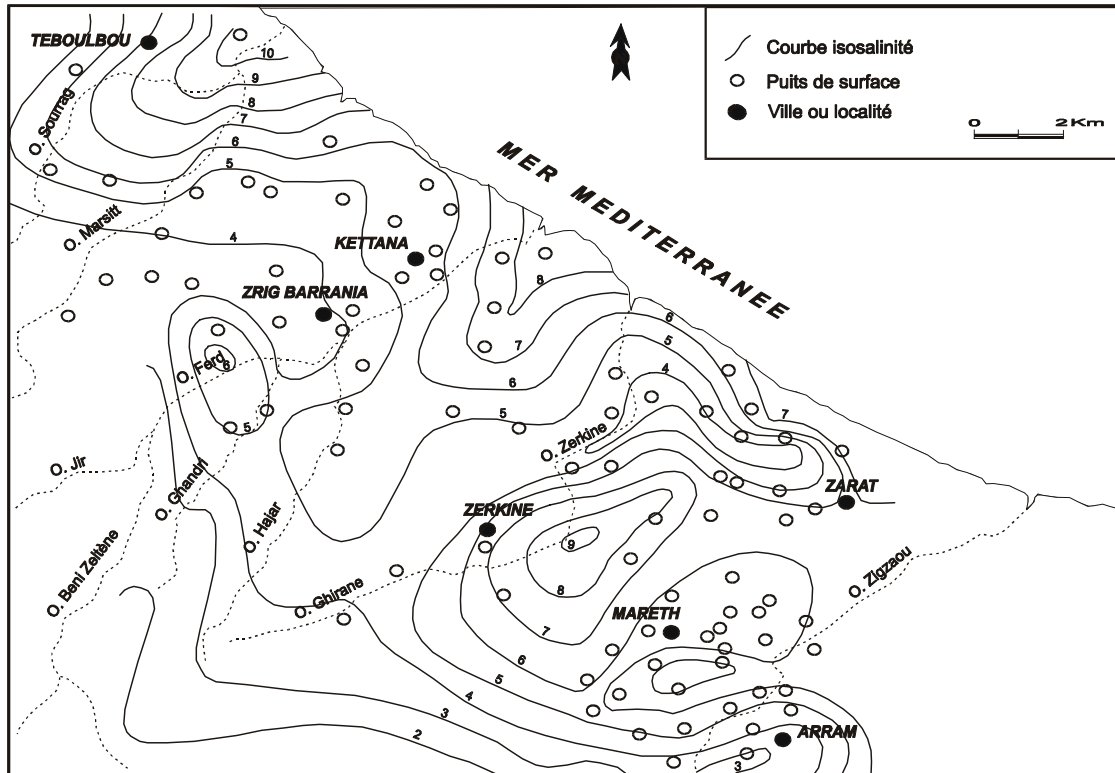 TEBOULBOU
Courbe isosalinité
Puits de surface
Ville ou localité
0 2Km
10
9
8
7
6
5
O. Sourrag
MER MEDITERRANEE
O. Marsitt
4
KETTANA
8
ZRIG BARRANIA
6
7
5
O. Ferd
6
4
6
7
5
5
O. Zerkine
O. Jir
O. Ghandri
ZARAT
ZERKINE
O. Hajar
9
O. Zigzaou
O. Beni Zeltène
8
O. Ghirane
MARETH
7
6
5
4
3
2
ARRAM
3